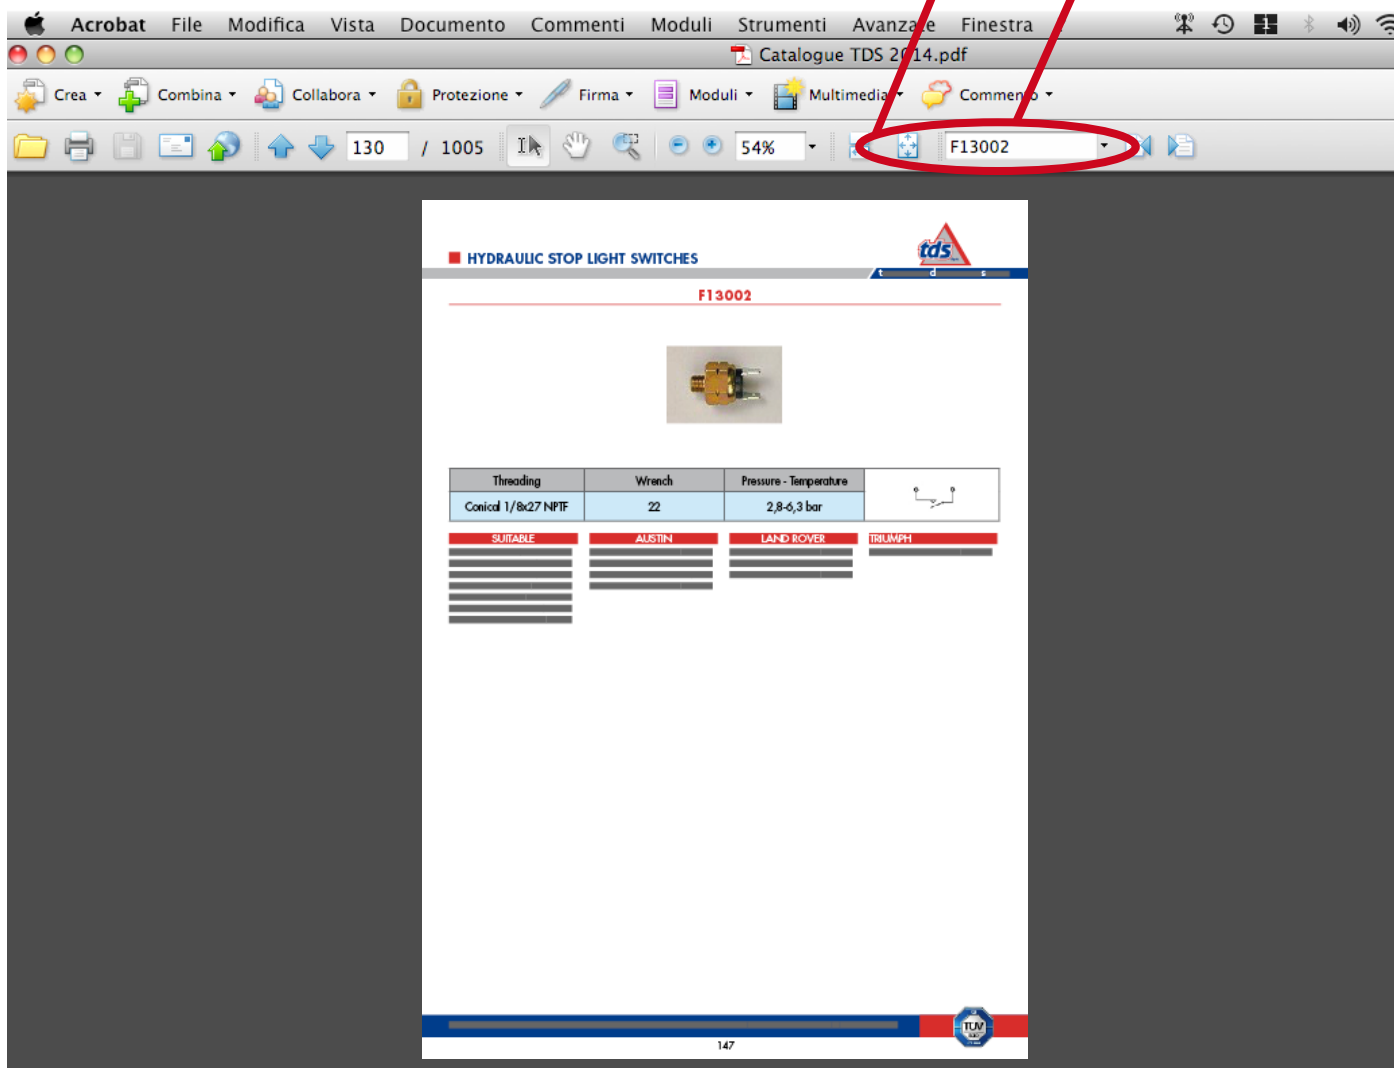 Acrobat File Modifica Vista Documento Commenti Moduli Strumenti Avanzate Finestra
Catalogue TDS 2014.pdf
Crea Combina Collabora Protezione Firma Moduli Multimedia Commento
130 / 1005 54% F13002
HYDRAULIC STOP LIGHT SWITCHES
tds
t d s
F13002
Threading Wrench Pressure - Temperature
Conical 1/8x27 NPTF 22 2,8-6,3 bar
SUITABLE AUSTIN LAND ROVER TRIUMPH
TÜV
147